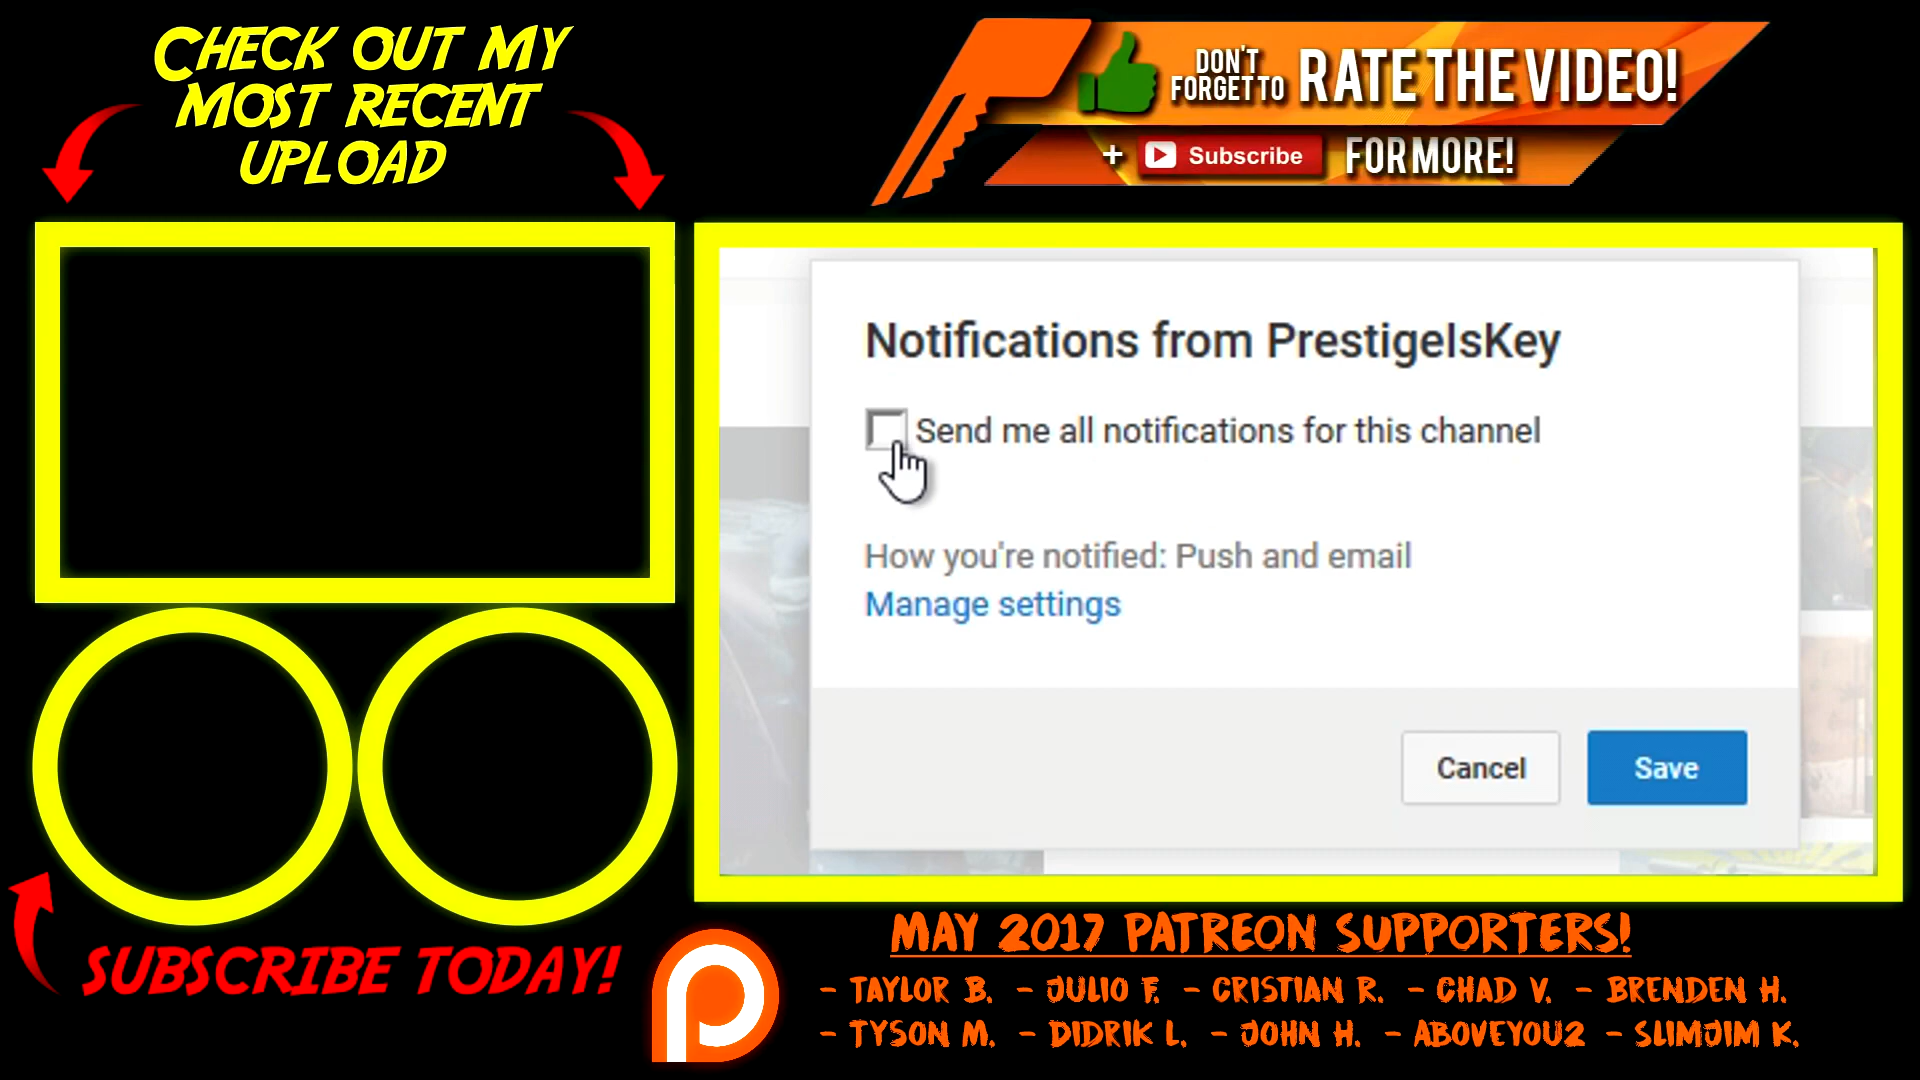 CHECK OUT MY
MOST RECENT
UPLOAD
DON'T
FORGET TO
RATE THE VIDEO!
+ Subscribe FOR MORE!
Notifications from PrestigeIsKey
Send me all notifications for this channel
How you're notified: Push and email
Manage settings
Cancel Save
SUBSCRIBE TODAY!
MAY 2017 PATREON SUPPORTERS!
- TAYLOR B. - JULIO F. - CRISTIAN R. - CHAD V. - BRENDEN H.
- TYSON M. - DIDRIK L. - JOHN H. - ABOVEYOU2 - SLIMJIM K.